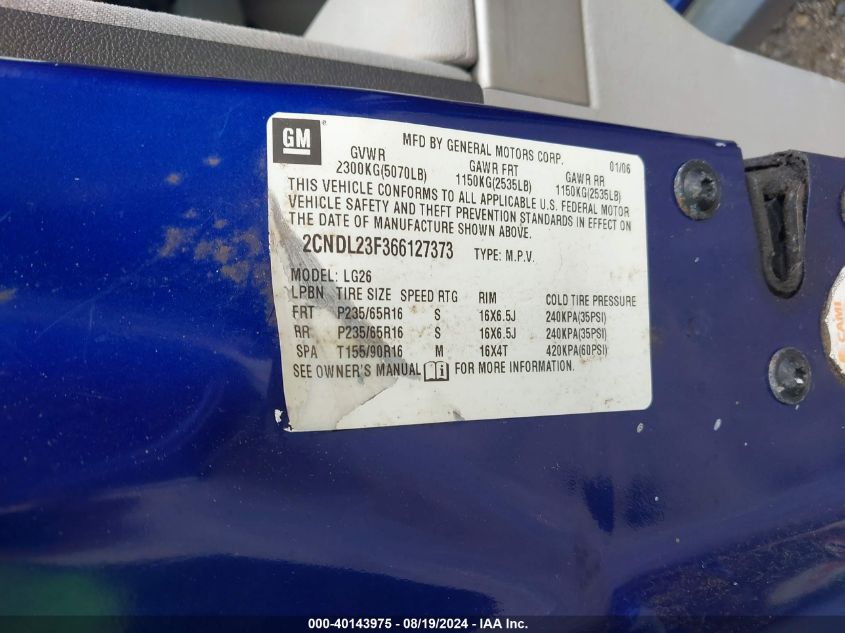 GM
MFD BY GENERAL MOTORS CORP. 01/06
GVWR GAWR FRT GAWR RR
2300KG(5070LB) 1150KG(2535LB) 1150KG(2535LB)
THIS VEHICLE CONFORMS TO ALL APPLICABLE U.S. FEDERAL MOTOR
VEHICLE SAFETY AND THEFT PREVENTION STANDARDS IN EFFECT ON
THE DATE OF MANUFACTURE SHOWN ABOVE.
2CNDL23F366127373 TYPE: M.P.V.
MODEL: LG26
LPBN TIRE SIZE SPEED RTG RIM COLD TIRE PRESSURE
FRT P235/65R16 S 16X6.5J 240KPA(35PSI)
RR P235/65R16 S 16X6.5J 240KPA(35PSI)
SPA T155/90R16 M 16X4T 420KPA(60PSI)
SEE OWNER'S MANUAL FOR MORE INFORMATION.
CAMI
000-40143975 - 08/19/2024 - IAA Inc.